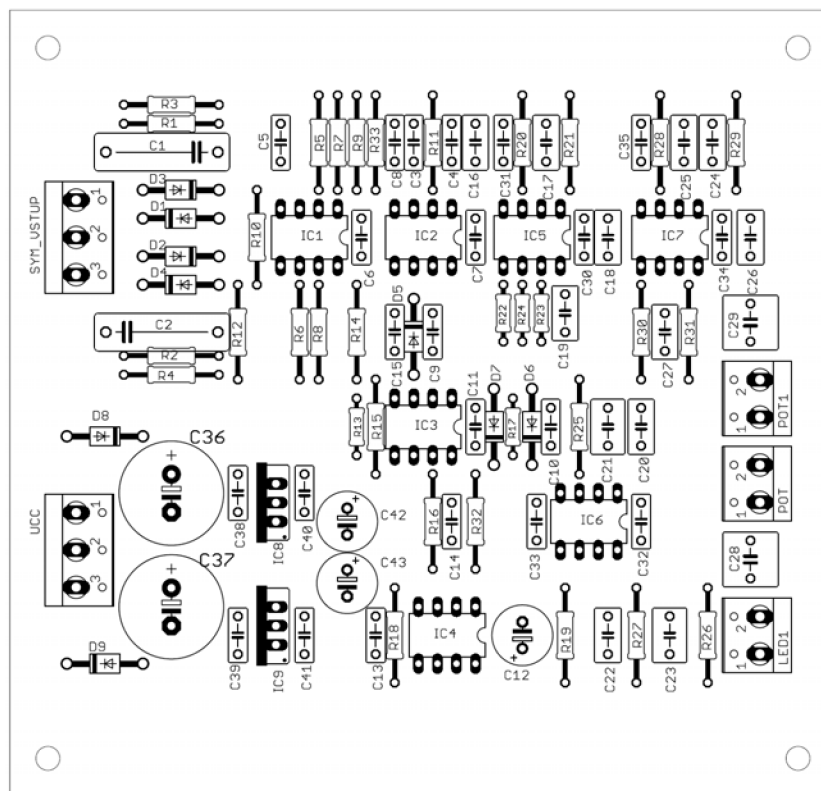 R3
R1
C1
D3
D1
D2
D4
C2
R2
R4
SYM_VSTUP
1
2
3
C5
R5
R7
R9
R33
C8
C3
R11
C4
C16
C31
R20
C17
R21
C35
R28
C25
C24
R29
R10
IC1
C6
IC2
C7
IC5
C30
C18
IC7
C34
C26
R12
R6
R8
R14
C15
D5
C9
R22
R24
R23
C19
R30
C27
R31
C29
R13
R15
IC3
C11
D7
R17
D6
C10
R25
C21
C20
2
1
POT1
D8
C36
+
UCC
1
2
3
C38
IC8
C40
+
C42
R16
C14
R32
C33
IC6
C32
2
1
POT
C28
C37
+
+
C43
D9
C39
IC9
C41
C13
R18
IC4
+
C12
R19
C22
R27
C23
R26
2
1
LED1